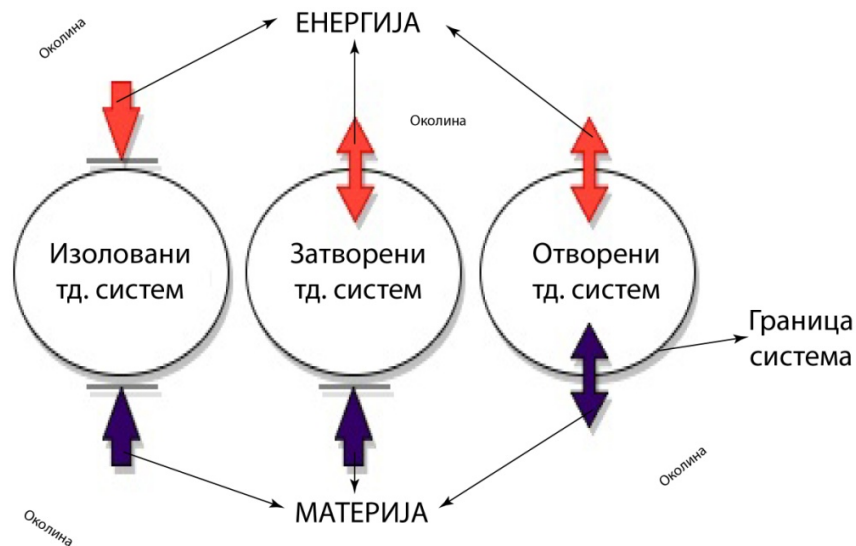 ЕНЕРГИЈА
Околина
Околина
Изоловани
тд. систем
Затворени
тд. систем
Отворени
тд. систем
Граница
система
Околина
МАТЕРИЈА
Околина